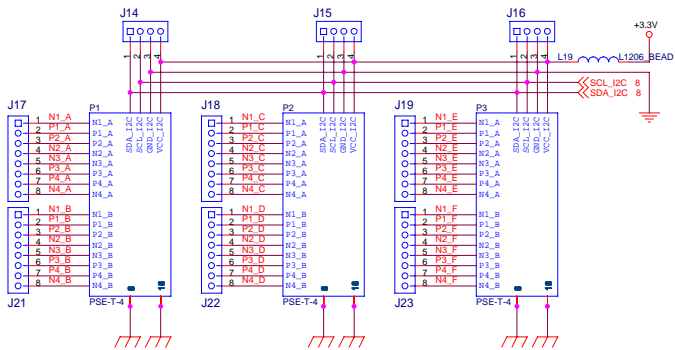 J14
J15
J16
+3.3V
1 2 3 4
1 2 3 4
1 2 3 4
L19
L1206_BEAD
SCL_I2C 8
SDA_I2C 8
J17
P1
SDA_I2C
SCL_I2C
GND_I2C
VCC_I2C
1 N1_A N1_A
2 P1_A P1_A
3 P2_A P2_A
4 N2_A N2_A
5 N3_A N3_A
6 P3_A P3_A
7 P4_A P4_A
8 N4_A N4_A
1 N1_B N1_B
2 P1_B P1_B
3 P2_B P2_B
4 N2_B N2_B
5 N3_B N3_B
6 P3_B P3_B
7 P4_B P4_B
8 N4_B N4_B
J21
PSE-T-4
J18
P2
SDA_I2C
SCL_I2C
GND_I2C
VCC_I2C
1 N1_C N1_A
2 P1_C P1_A
3 P2_C P2_A
4 N2_C N2_A
5 N3_C N3_A
6 P3_C P3_A
7 P4_C P4_A
8 N4_C N4_A
1 N1_D N1_B
2 P1_D P1_B
3 P2_D P2_B
4 N2_D N2_B
5 N3_D N3_B
6 P3_D P3_B
7 P4_D P4_B
8 N4_D N4_B
J22
PSE-T-4
J19
P3
SDA_I2C
SCL_I2C
GND_I2C
VCC_I2C
1 N1_E N1_A
2 P1_E P1_A
3 P2_E P2_A
4 N2_E N2_A
5 N3_E N3_A
6 P3_E P3_A
7 P4_E P4_A
8 N4_E N4_A
1 N1_F N1_B
2 P1_F P1_B
3 P2_F P2_B
4 N2_F N2_B
5 N3_F N3_B
6 P3_F P3_B
7 P4_F P4_B
8 N4_F N4_B
J23
PSE-T-4